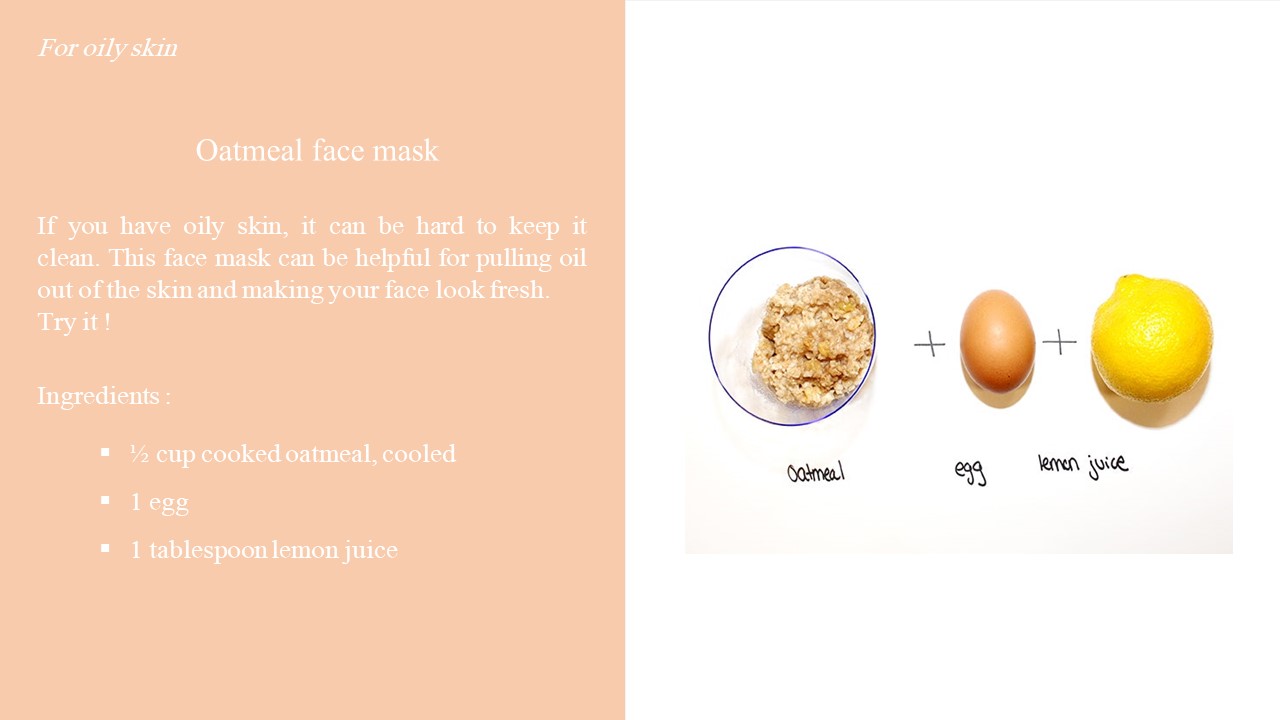 For oily skin
Oatmeal face mask
If you have oily skin, it can be hard to keep it
clean. This face mask can be helpful for pulling oil
out of the skin and making your face look fresh.
Try it !
Ingredients :
▪ ½ cup cooked oatmeal, cooled
▪ 1 egg
▪ 1 tablespoon lemon juice
+ +
Oatmeal egg lemon juice